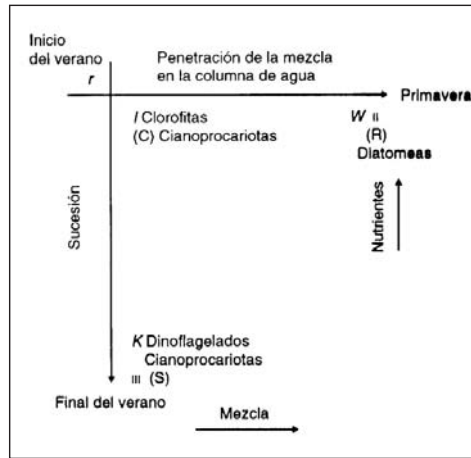 Inicio
del verano
r
Penetración de la mezcla
en la columna de agua
Primavera
I Clorofitas
(C) Cianoprocariotas
W II
(R)
Diatomeas
Sucesión
Nutrientes
K Dinoflagelados
Cianoprocariotas
III (S)
Final del verano
Mezcla